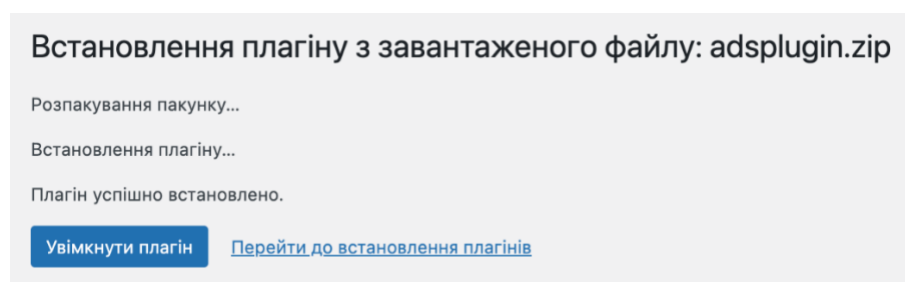 Встановлення плагіну з завантаженого файлу: adsplugin.zip
Розпакування пакунку...
Встановлення плагіну...
Плагін успішно встановлено.
Увімкнути плагін Перейти до встановлення плагінів